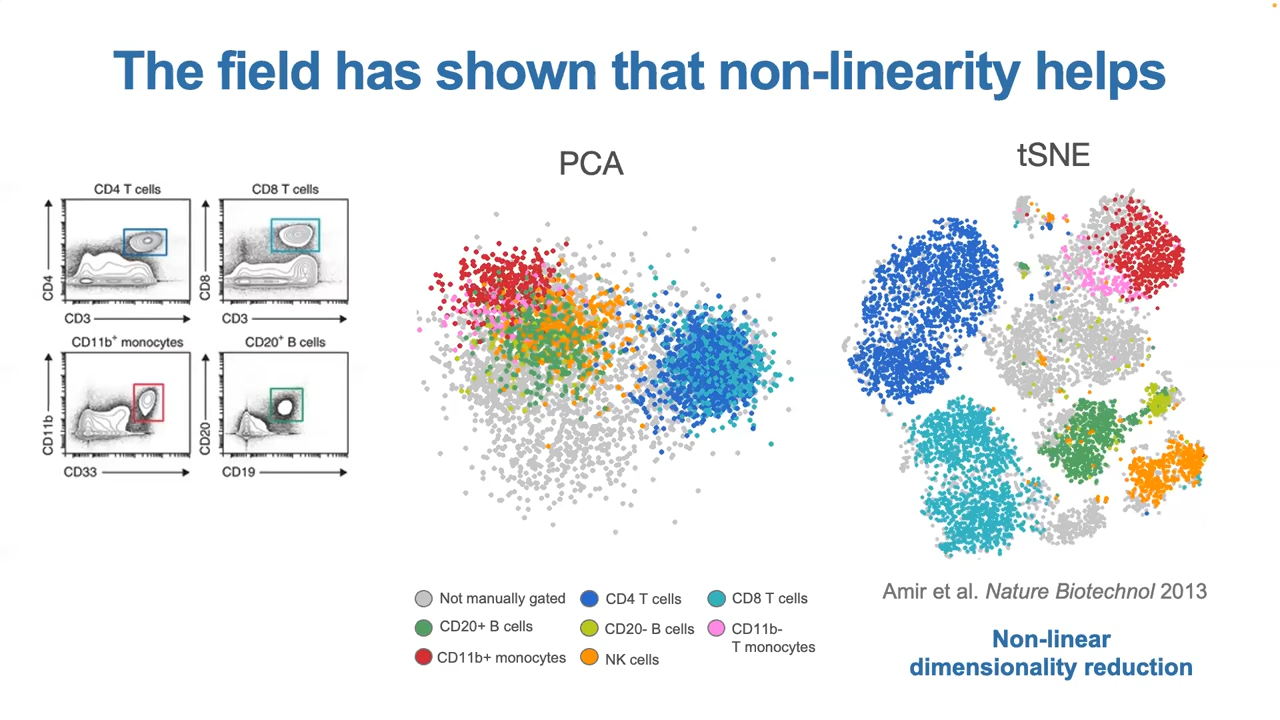 The field has shown that non-linearity helps
CD4 T cells
CD4
CD3
CD8 T cells
CD8
CD3
CD11b⁺ monocytes
CD11b
CD33
CD20⁺ B cells
CD20
CD19
PCA
tSNE
Not manually gated
CD4 T cells
CD8 T cells
CD20+ B cells
CD20- B cells
CD11b-
T monocytes
CD11b+ monocytes
NK cells
Amir et al. Nature Biotechnol 2013
Non-linear
dimensionality reduction